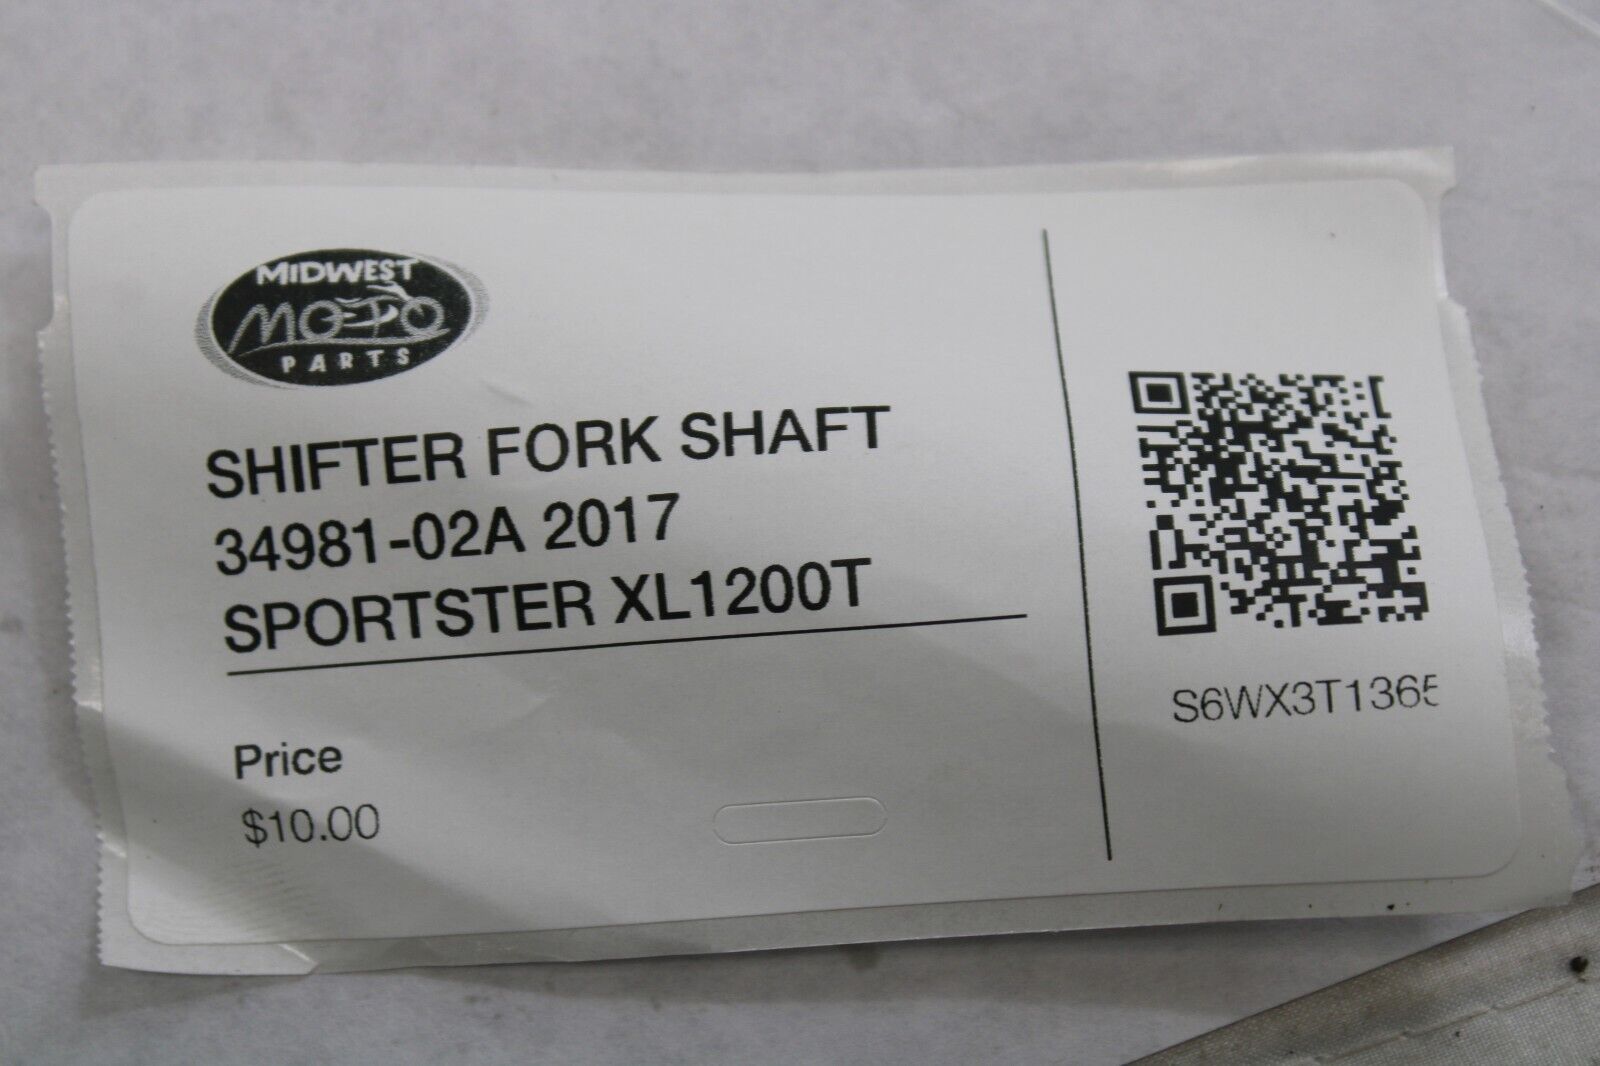 MIDWEST
MOTO
PARTS
SHIFTER FORK SHAFT
34981-02A 2017
SPORTSTER XL1200T
Price
$10.00
S6WX3T1365